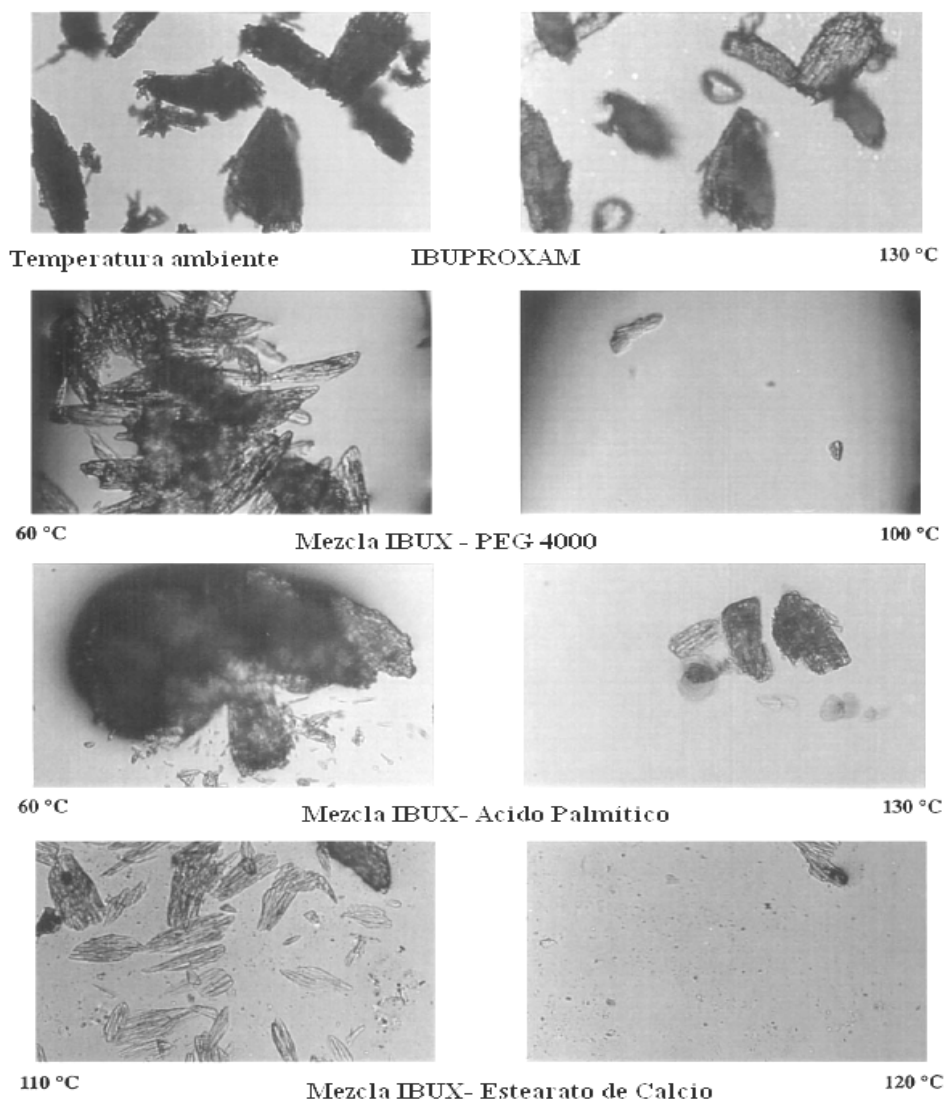 Temperatura ambiente IBUPROXAM 130 °C
60 °C Mezcla IBUX - PEG 4000 100 °C
60 °C Mezcla IBUX- Acido Palmítico 130 °C
110 °C Mezcla IBUX- Estearato de Calcio 120 °C